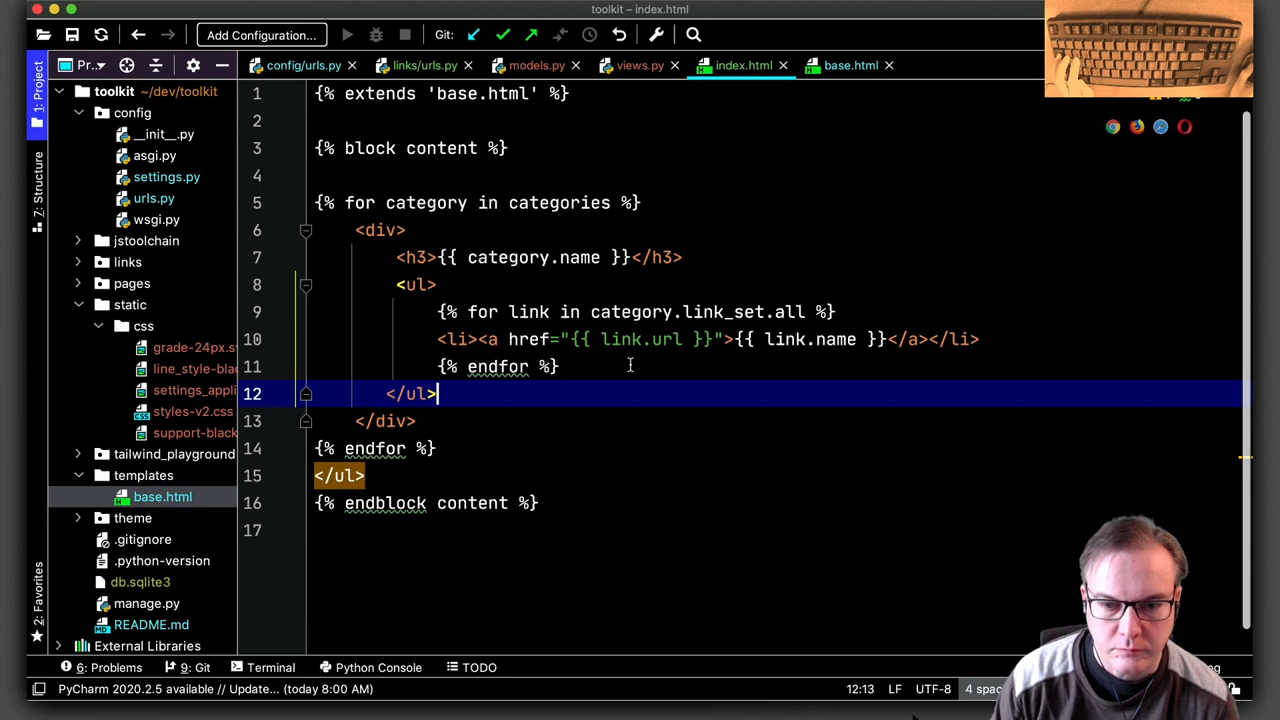 toolkit – index.html
Add Configuration...
Git:
1: Project
Pr...
config/urls.py
links/urls.py
models.py
views.py
index.html
base.html
toolkit ~/dev/toolkit
config
__init__.py
asgi.py
settings.py
urls.py
wsgi.py
jstoolchain
links
pages
static
css
grade-24px.s
line_style-bla
settings_appli
styles-v2.css
support-black
tailwind_playground
templates
base.html
theme
.gitignore
.python-version
db.sqlite3
manage.py
README.md
External Libraries
Z: Structure
2: Favorites
1 {% extends 'base.html' %}
2
3 {% block content %}
4
5 {% for category in categories %}
6 <div>
7 <h3>{{ category.name }}</h3>
8 <ul>
9 {% for link in category.link_set.all %}
10 <li><a href="{{ link.url }}">{{ link.name }}</a></li>
11 {% endfor %}
12 </ul>
13 </div>
14 {% endfor %}
15 </ul>
16 {% endblock content %}
17
6: Problems
9: Git
Terminal
Python Console
TODO
PyCharm 2020.2.5 available // Update... (today 8:00 AM)
12:13
LF
UTF-8
4 spac